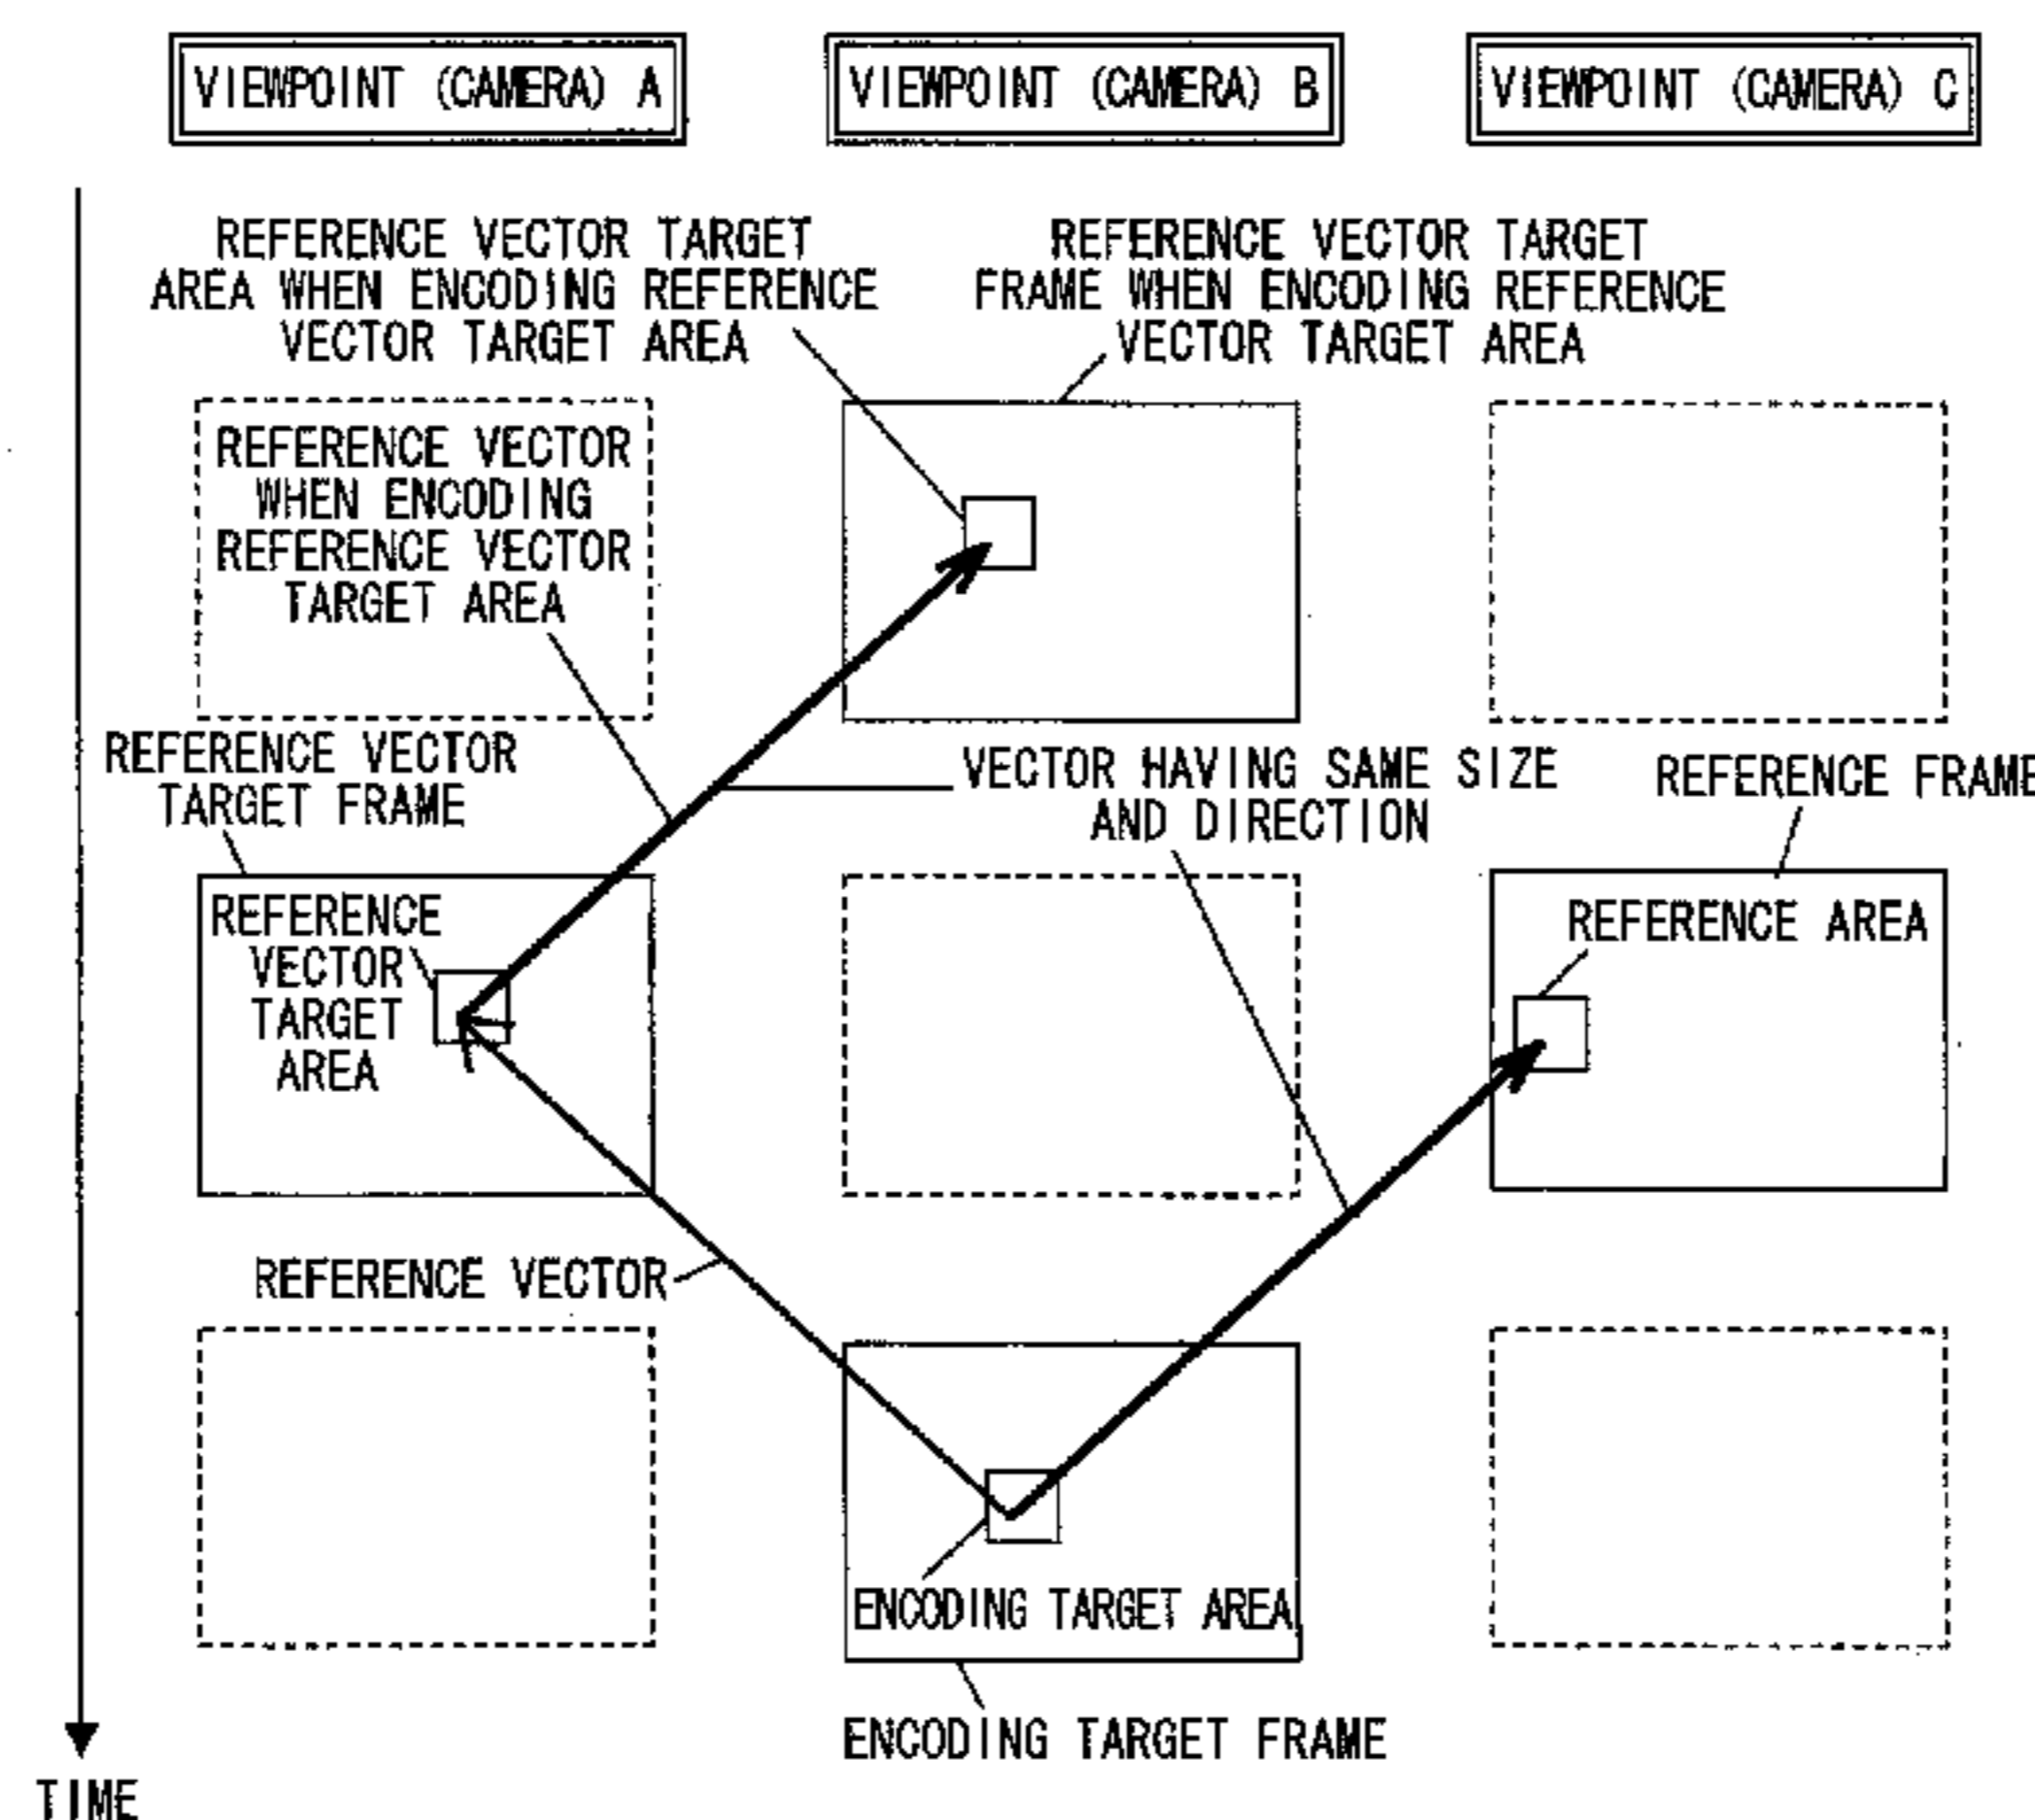 VIEWPOINT (CAMERA) A
VIEWPOINT (CAMERA) B
VIEWPOINT (CAMERA) C
REFERENCE VECTOR TARGET
AREA WHEN ENCODING REFERENCE
VECTOR TARGET AREA
REFERENCE VECTOR TARGET
FRAME WHEN ENCODING REFERENCE
VECTOR TARGET AREA
REFERENCE VECTOR
WHEN ENCODING
REFERENCE VECTOR
TARGET AREA
REFERENCE VECTOR
TARGET FRAME
VECTOR HAVING SAME SIZE
AND DIRECTION
REFERENCE FRAME
REFERENCE
VECTOR
TARGET
AREA
REFERENCE AREA
REFERENCE VECTOR
ENCODING TARGET AREA
ENCODING TARGET FRAME
TIME